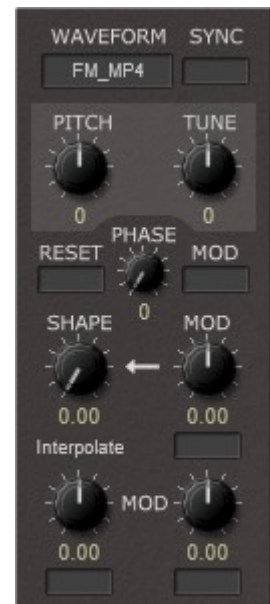 WAVEFORM SYNC
FM_MP4
PITCH TUNE
0 0
PHASE
RESET MOD
0
SHAPE MOD
0.00 0.00
Interpolate
MOD
0.00 0.00